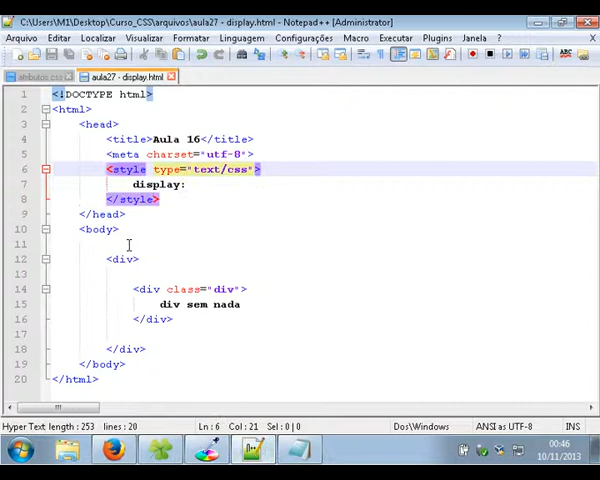 C:\Users\M1\Desktop\Curso_CSS\arquivos\aula27 - display.html - Notepad++ [Administrator]
Arquivo Editar Localizar Visualizar Formatar Linguagem Configurações Macro Executar Plugins Janela ? X
atributos.css aula27 - display.html
1 <!DOCTYPE html>
2 <html>
3 <head>
4 <title>Aula 16</title>
5 <meta charset="utf-8">
6 <style type="text/css">
7 display:
8 </style>
9 </head>
10 <body>
11
12 <div>
13
14 <div class="div">
15 div sem nada
16 </div>
17
18 </div>
19 </body>
20 </html>
Hyper Text length: 253 lines: 20 Ln: 6 Col: 21 Sel: 0 | 0 Dos\Windows ANSI as UTF-8 INS
00:46
10/11/2013